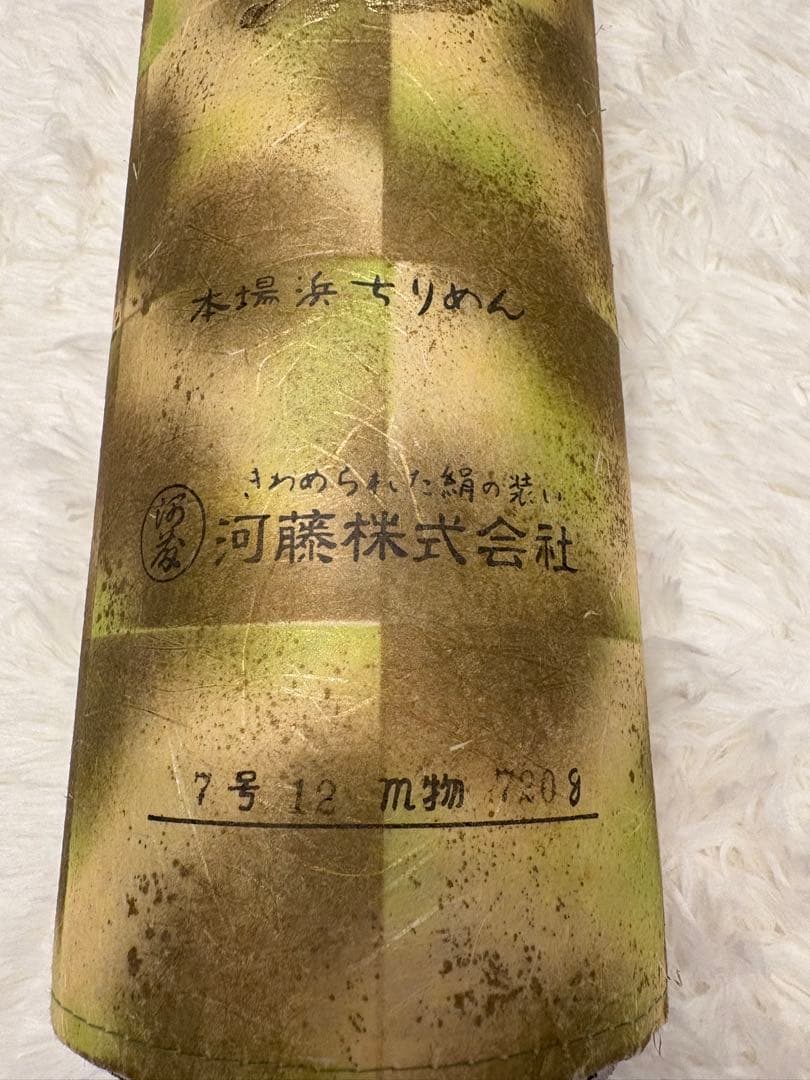 本場浜ちりめん
きわめられた絹の装い
河藤
河藤株式会社
7号 12 m物 720g